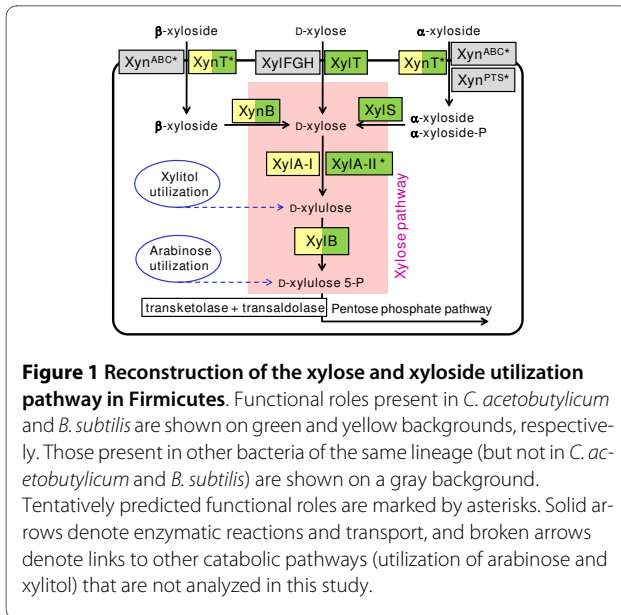 β-xyloside D-xylose α-xyloside
Xyn^ABC* XynT* XylFGH XylT XynT* Xyn^ABC*
Xyn^PTS*
XynB XylS
β-xyloside D-xylose α-xyloside
α-xyloside-P
XylA-I XylA-II*
Xylitol
utilization
D-xylulose
XylB
Arabinose
utilization
D-xylulose 5-P
Xylose pathway
transketolase + transaldolase Pentose phosphate pathway
Figure 1 Reconstruction of the xylose and xyloside utilization
pathway in Firmicutes. Functional roles present in C. acetobutylicum
and B. subtilis are shown on green and yellow backgrounds, respective-
ly. Those present in other bacteria of the same lineage (but not in C. ac-
etobutylicum and B. subtilis) are shown on a gray background.
Tentatively predicted functional roles are marked by asterisks. Solid ar-
rows denote enzymatic reactions and transport, and broken arrows
denote links to other catabolic pathways (utilization of arabinose and
xylitol) that are not analyzed in this study.